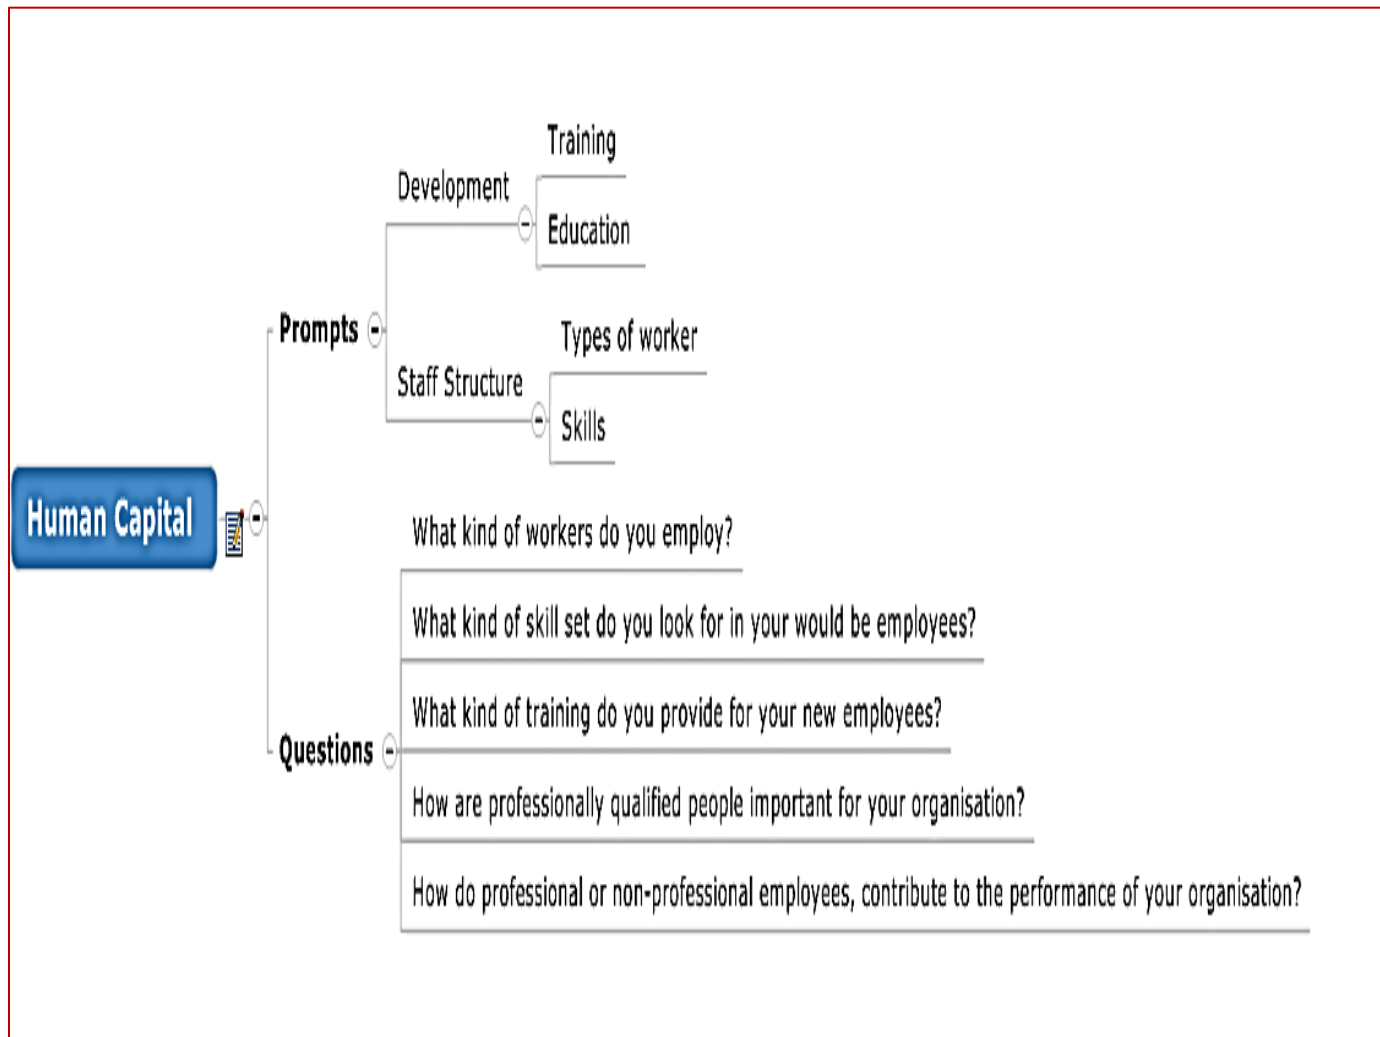 Human Capital
Prompts
Development
Training
Education
Staff Structure
Types of worker
Skills
Questions
What kind of workers do you employ?
What kind of skill set do you look for in your would be employees?
What kind of training do you provide for your new employees?
How are professionally qualified people important for your organisation?
How do professional or non-professional employees, contribute to the performance of your organisation?